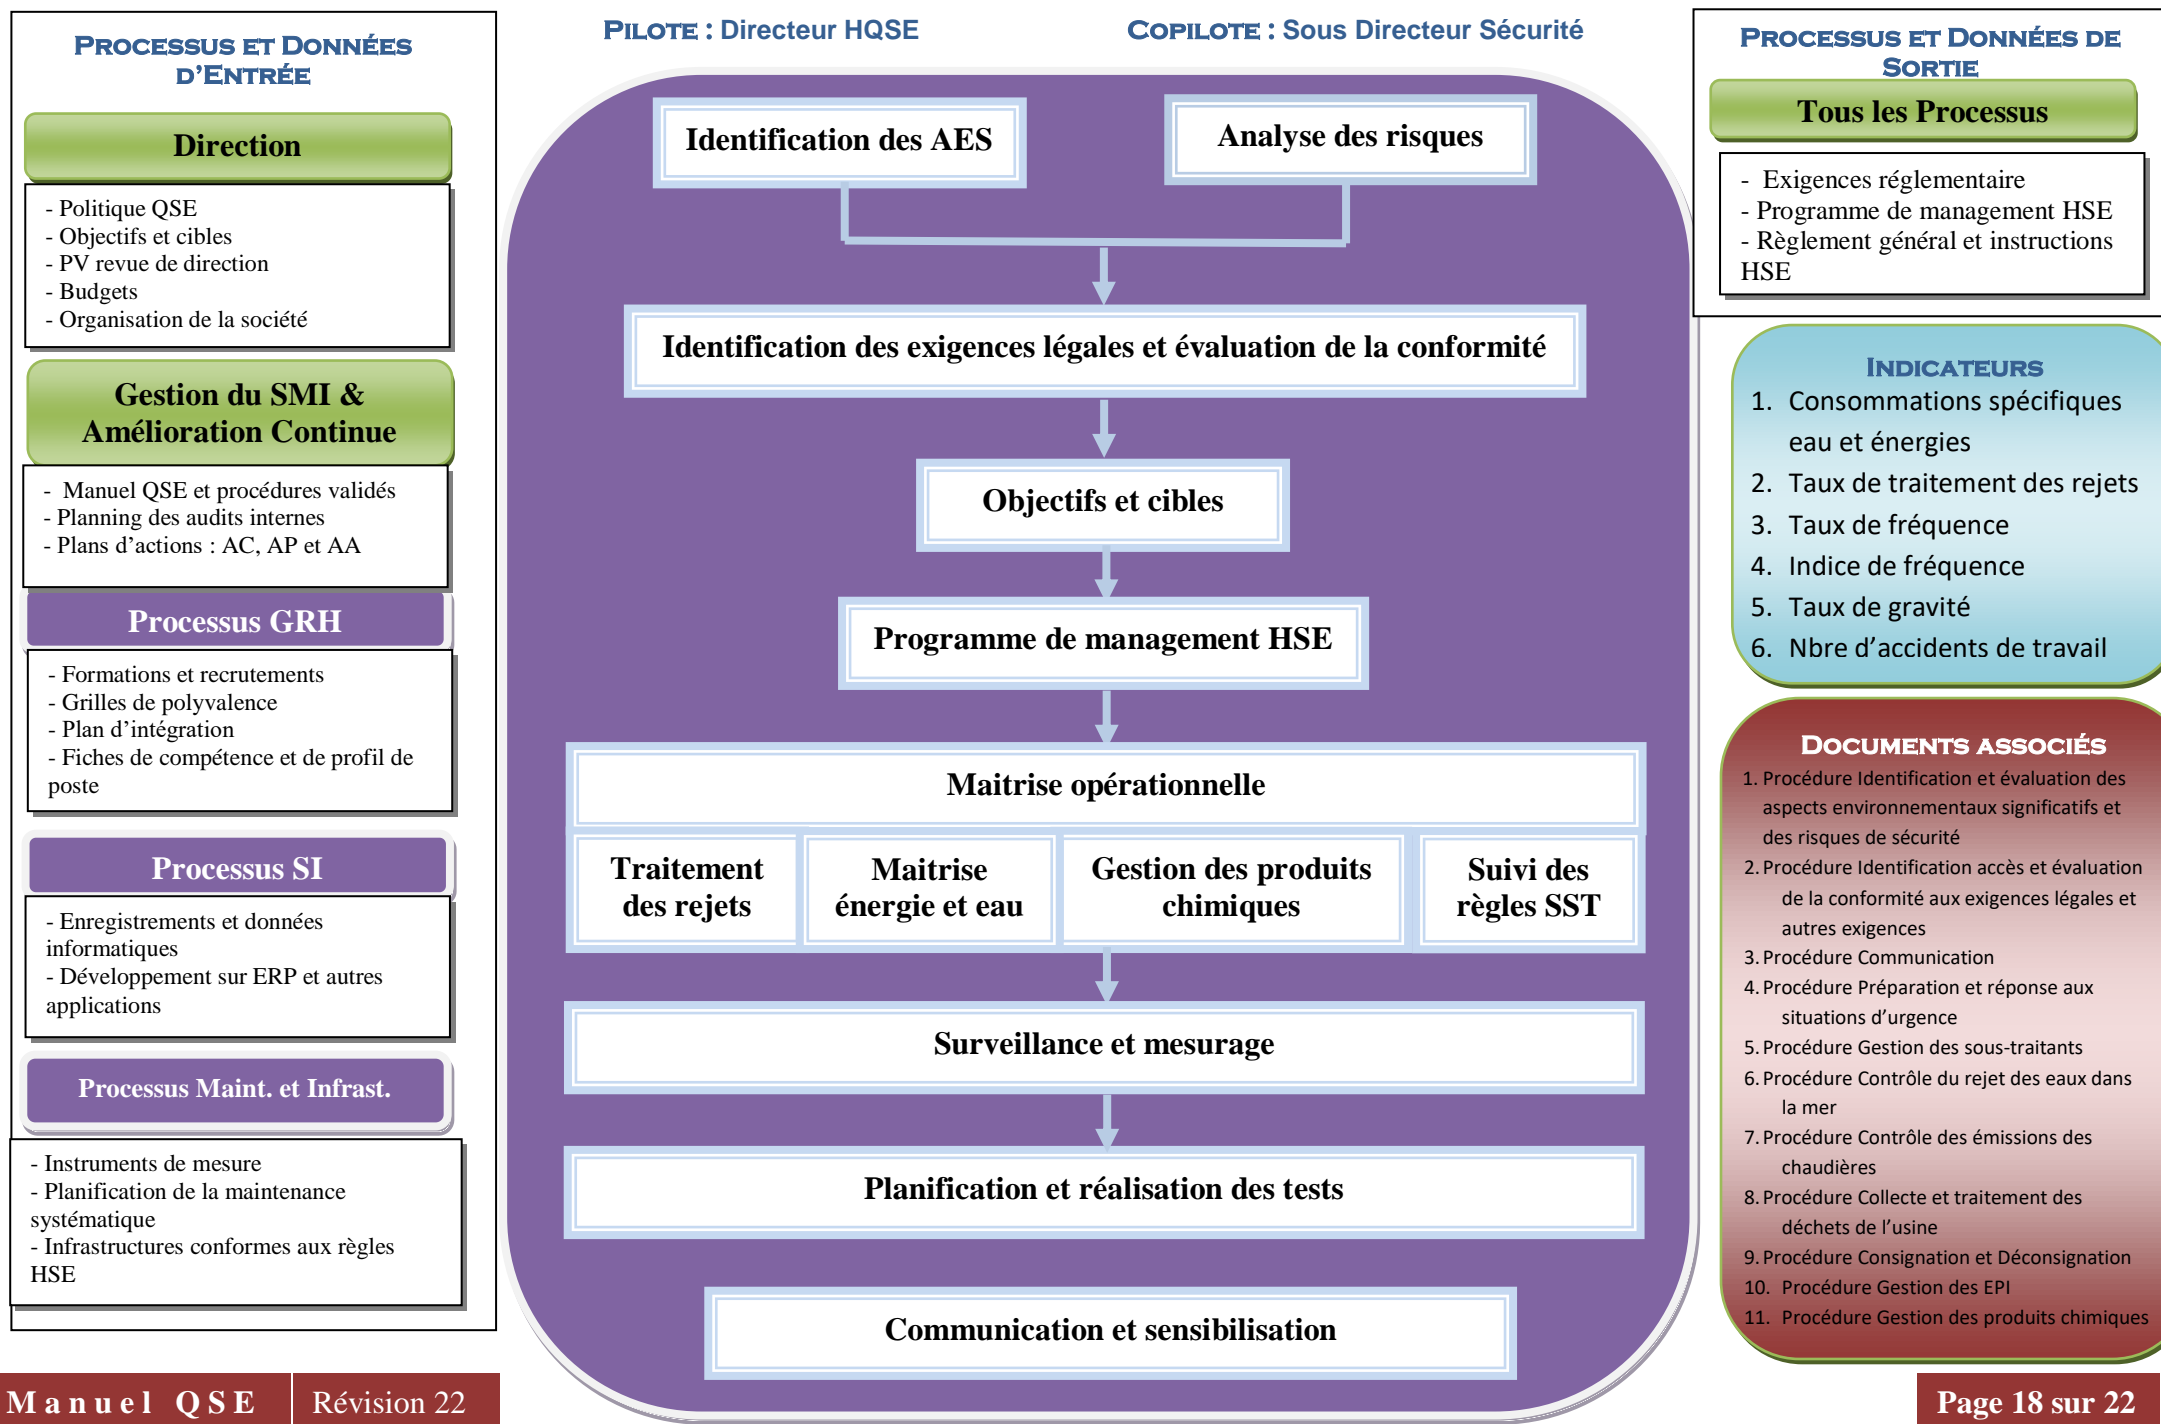 PROCESSUS ET DONNÉES
D’ENTRÉE
Direction
- Politique QSE
- Objectifs et cibles
- PV revue de direction
- Budgets
- Organisation de la société
Gestion du SMI &
Amélioration Continue
- Manuel QSE et procédures validés
- Planning des audits internes
- Plans d’actions : AC, AP et AA
Processus GRH
- Formations et recrutements
- Grilles de polyvalence
- Plan d’intégration
- Fiches de compétence et de profil de
poste
Processus SI
- Enregistrements et données
informatiques
- Développement sur ERP et autres
applications
Processus Maint. et Infrast.
- Instruments de mesure
- Planification de la maintenance
systématique
- Infrastructures conformes aux règles
HSE
PILOTE : Directeur HQSE
COPILOTE : Sous Directeur Sécurité
Identification des AES
Analyse des risques
Identification des exigences légales et évaluation de la conformité
Objectifs et cibles
Programme de management HSE
Maitrise opérationnelle
Traitement
des rejets
Maitrise
énergie et eau
Gestion des produits
chimiques
Suivi des
règles SST
Surveillance et mesurage
Planification et réalisation des tests
Communication et sensibilisation
PROCESSUS ET DONNÉES DE
SORTIE
Tous les Processus
- Exigences réglementaire
- Programme de management HSE
- Règlement général et instructions
HSE
INDICATEURS
1. Consommations spécifiques
eau et énergies
2. Taux de traitement des rejets
3. Taux de fréquence
4. Indice de fréquence
5. Taux de gravité
6. Nbre d’accidents de travail
DOCUMENTS ASSOCIÉS
1. Procédure Identification et évaluation des
aspects environnementaux significatifs et
des risques de sécurité
2. Procédure Identification accès et évaluation
de la conformité aux exigences légales et
autres exigences
3. Procédure Communication
4. Procédure Préparation et réponse aux
situations d’urgence
5. Procédure Gestion des sous-traitants
6. Procédure Contrôle du rejet des eaux dans
la mer
7. Procédure Contrôle des émissions des
chaudières
8. Procédure Collecte et traitement des
déchets de l’usine
9. Procédure Consignation et Déconsignation
10. Procédure Gestion des EPI
11. Procédure Gestion des produits chimiques
Manuel QSE
Révision 22
Page 18 sur 22